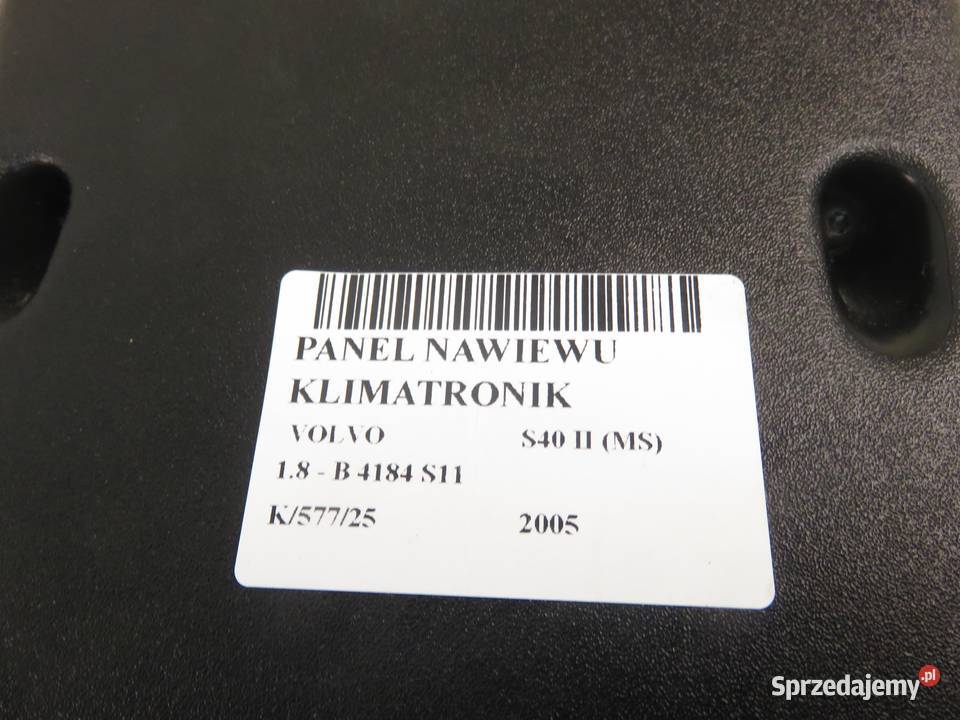 PANEL NAWIEWU
KLIMATRONIK
VOLVO S40 II (MS)
1.8 - B 4184 S11
K/577/25 2005
Sprzedajemy.pl